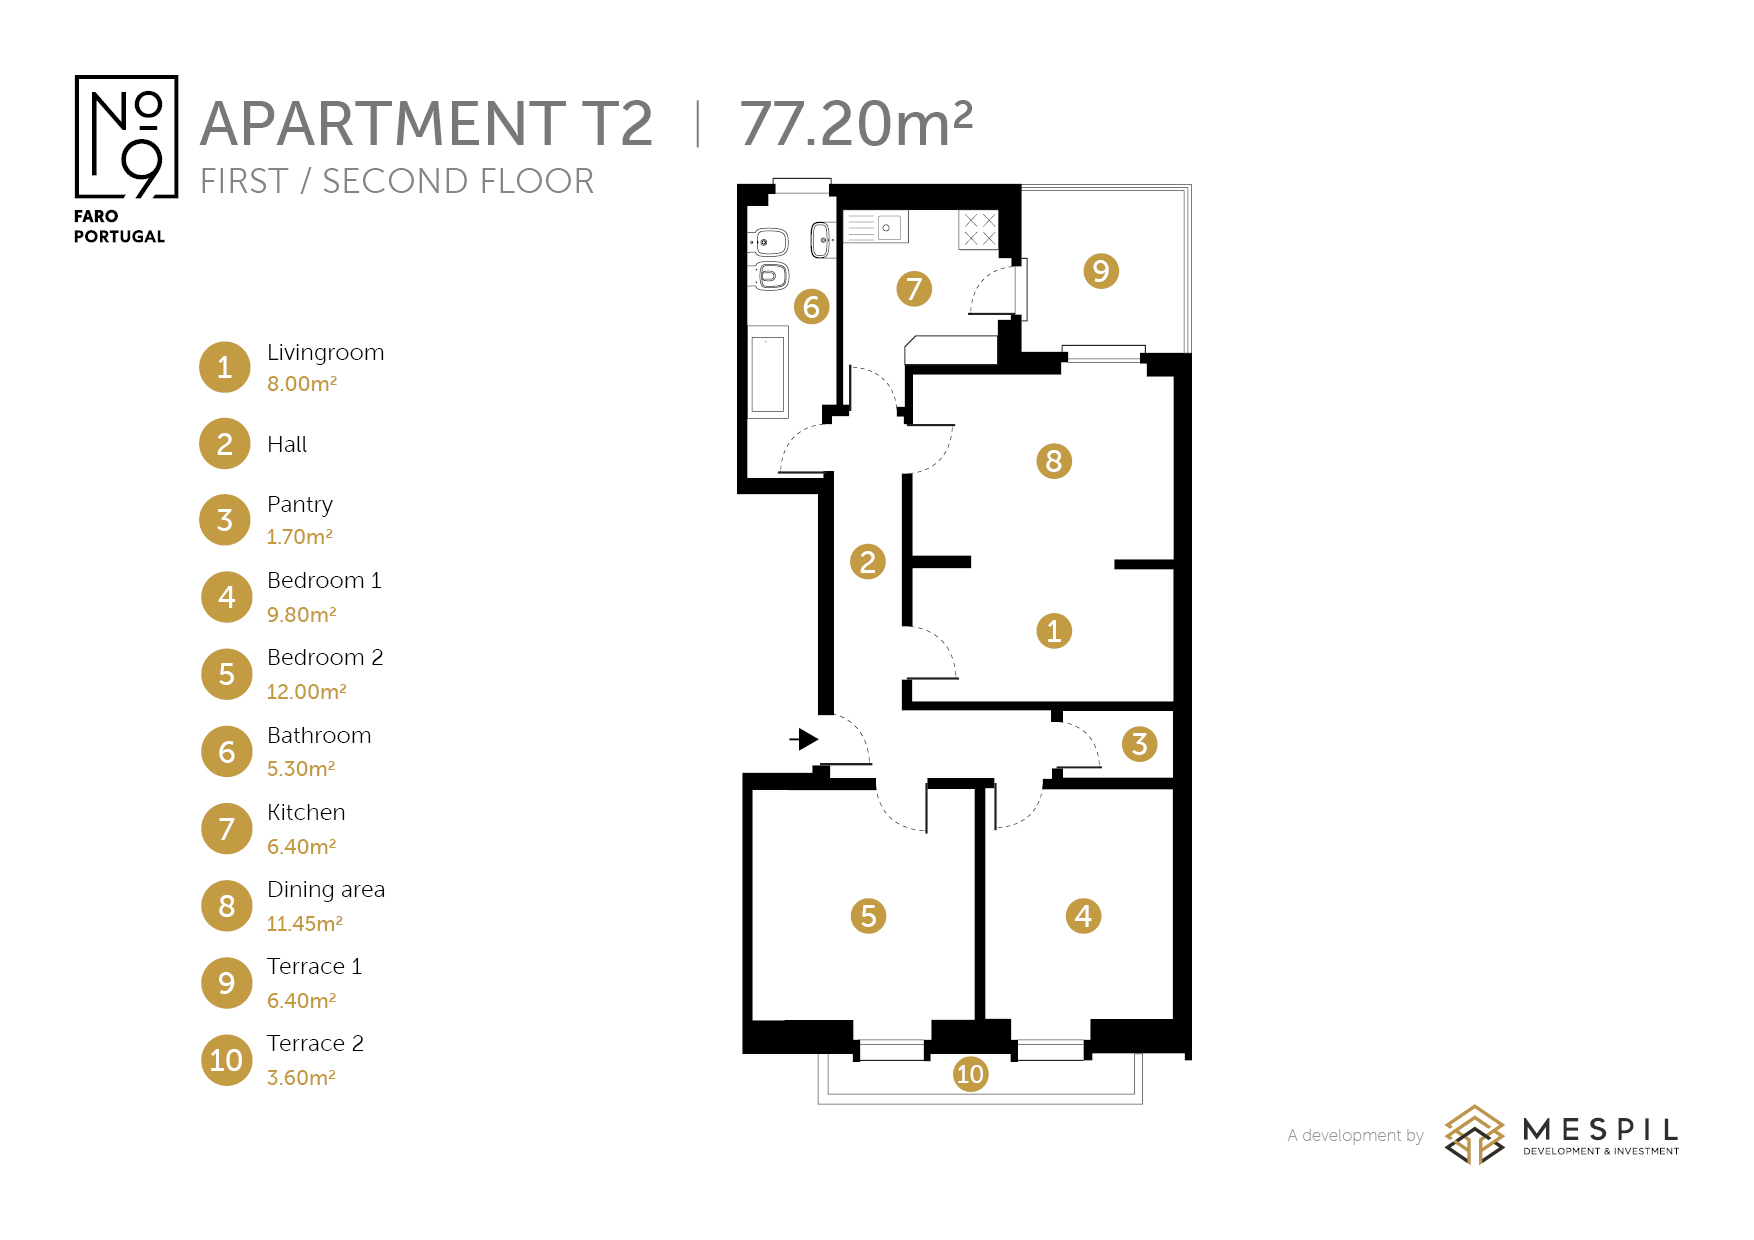 Nº
9
FARO
PORTUGAL
APARTMENT T2 | 77.20m²
FIRST / SECOND FLOOR
1 Livingroom
8.00m²
2 Hall
3 Pantry
1.70m²
4 Bedroom 1
9.80m²
5 Bedroom 2
12.00m²
6 Bathroom
5.30m²
7 Kitchen
6.40m²
8 Dining area
11.45m²
9 Terrace 1
6.40m²
10 Terrace 2
3.60m²
9
7
6
8
2
1
3
5
4
10
A development by
MESPIL
DEVELOPMENT & INVESTMENT